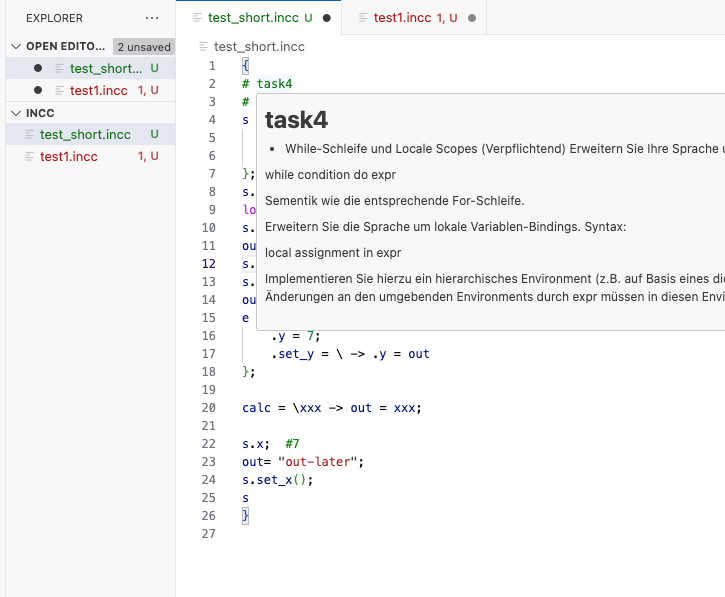 EXPLORER
OPEN EDITO... 2 unsaved
test_short... U
test1.incc 1, U
INCC
test_short.incc U
test1.incc 1, U
test_short.incc U
test1.incc 1, U
test_short.incc
1 {
2 # task4
3 #
4 s
5
6
7 };
8 s.
9 lo
10 s.
11 ou
12 s.
13 s.
14 ou
15 e
16 .y = 7;
17 .set_y = \ -> .y = out
18 };
19
20 calc = \xxx -> out = xxx;
21
22 s.x; #7
23 out= "out-later";
24 s.set_x();
25 s
26 }
27
task4
• While-Schleife und Locale Scopes (Verpflichtend) Erweitern Sie Ihre Sprache
while condition do expr
Sementik wie die entsprechende For-Schleife.
Erweitern Sie die Sprache um lokale Variablen-Bindings. Syntax:
local assignment in expr
Implementieren Sie hierzu ein hierarchisches Environment (z.B. auf Basis eines
Änderungen an den umgebenden Environments durch expr müssen in diesen